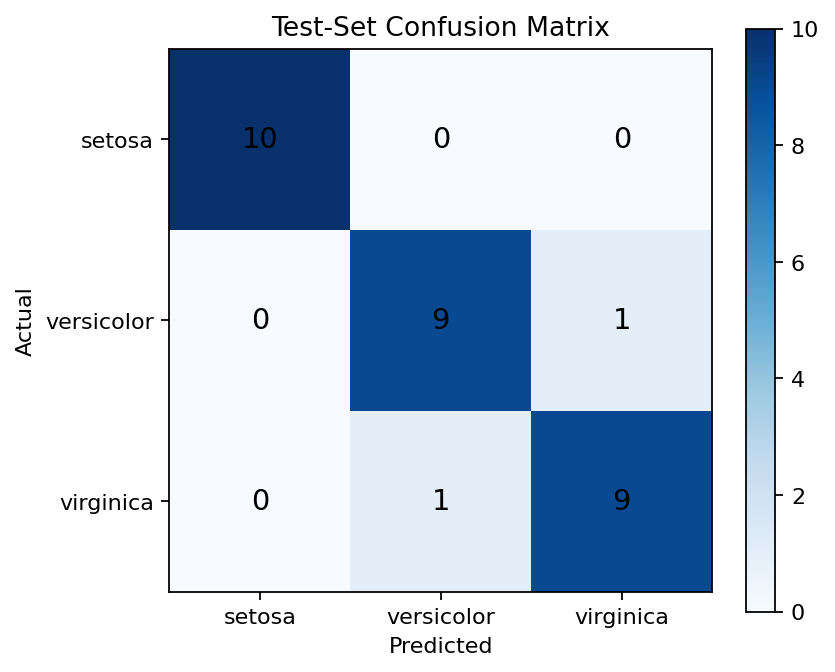 Test-Set Confusion Matrix
10
setosa
10 0 0
8
Actual
versicolor
0 9 1
6
4
virginica
0 1 9
2
0
setosa versicolor virginica
Predicted